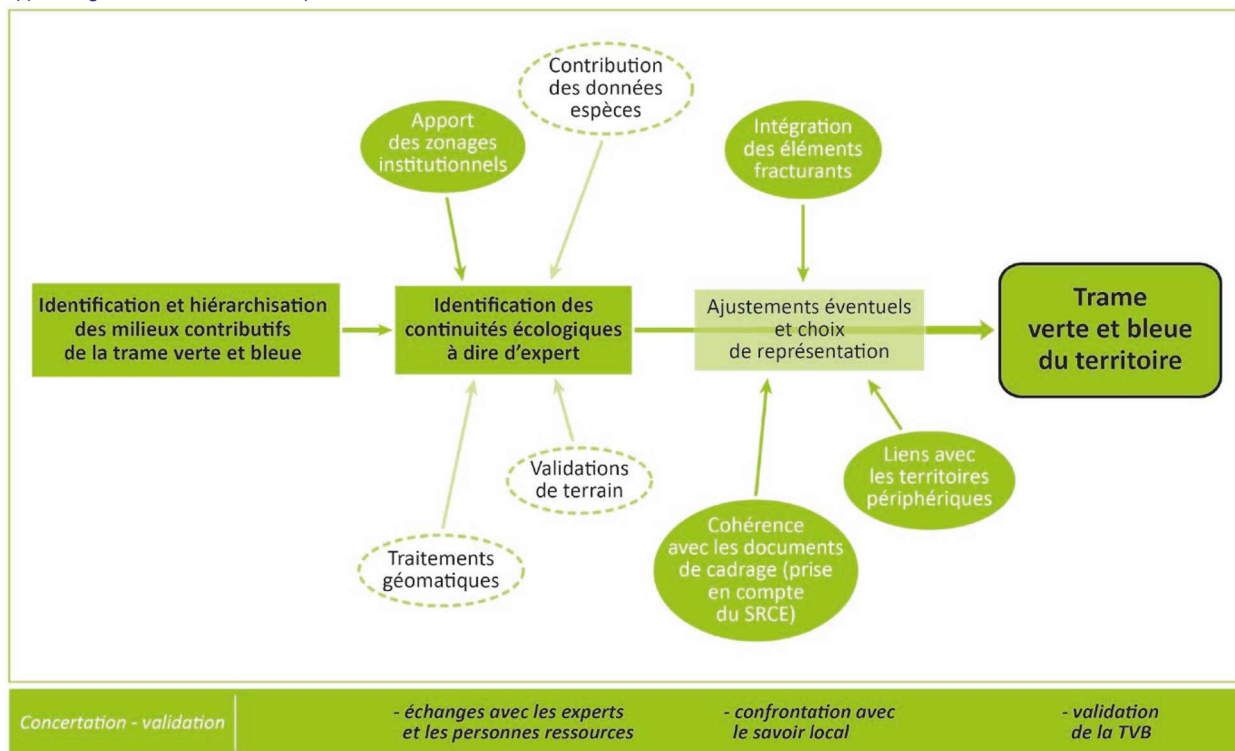 Contribution
des données
espèces
Apport
des zonages
institutionnels
Intégration
des éléments
fracturants
Identification et hiérarchisation
des milieux contributifs
de la trame verte et bleue
Identification des
continuités écologiques
à dire d’expert
Ajustements éventuels
et choix
de représentation
Trame
verte et bleue
du territoire
Validations
de terrain
Traitements
géomatiques
Liens avec
les territoires
périphériques
Cohérence
avec les documents
de cadrage (prise
en compte
du SRCE)
Concertation - validation
- échanges avec les experts
et les personnes ressources
- confrontation avec
le savoir local
- validation
de la TVB